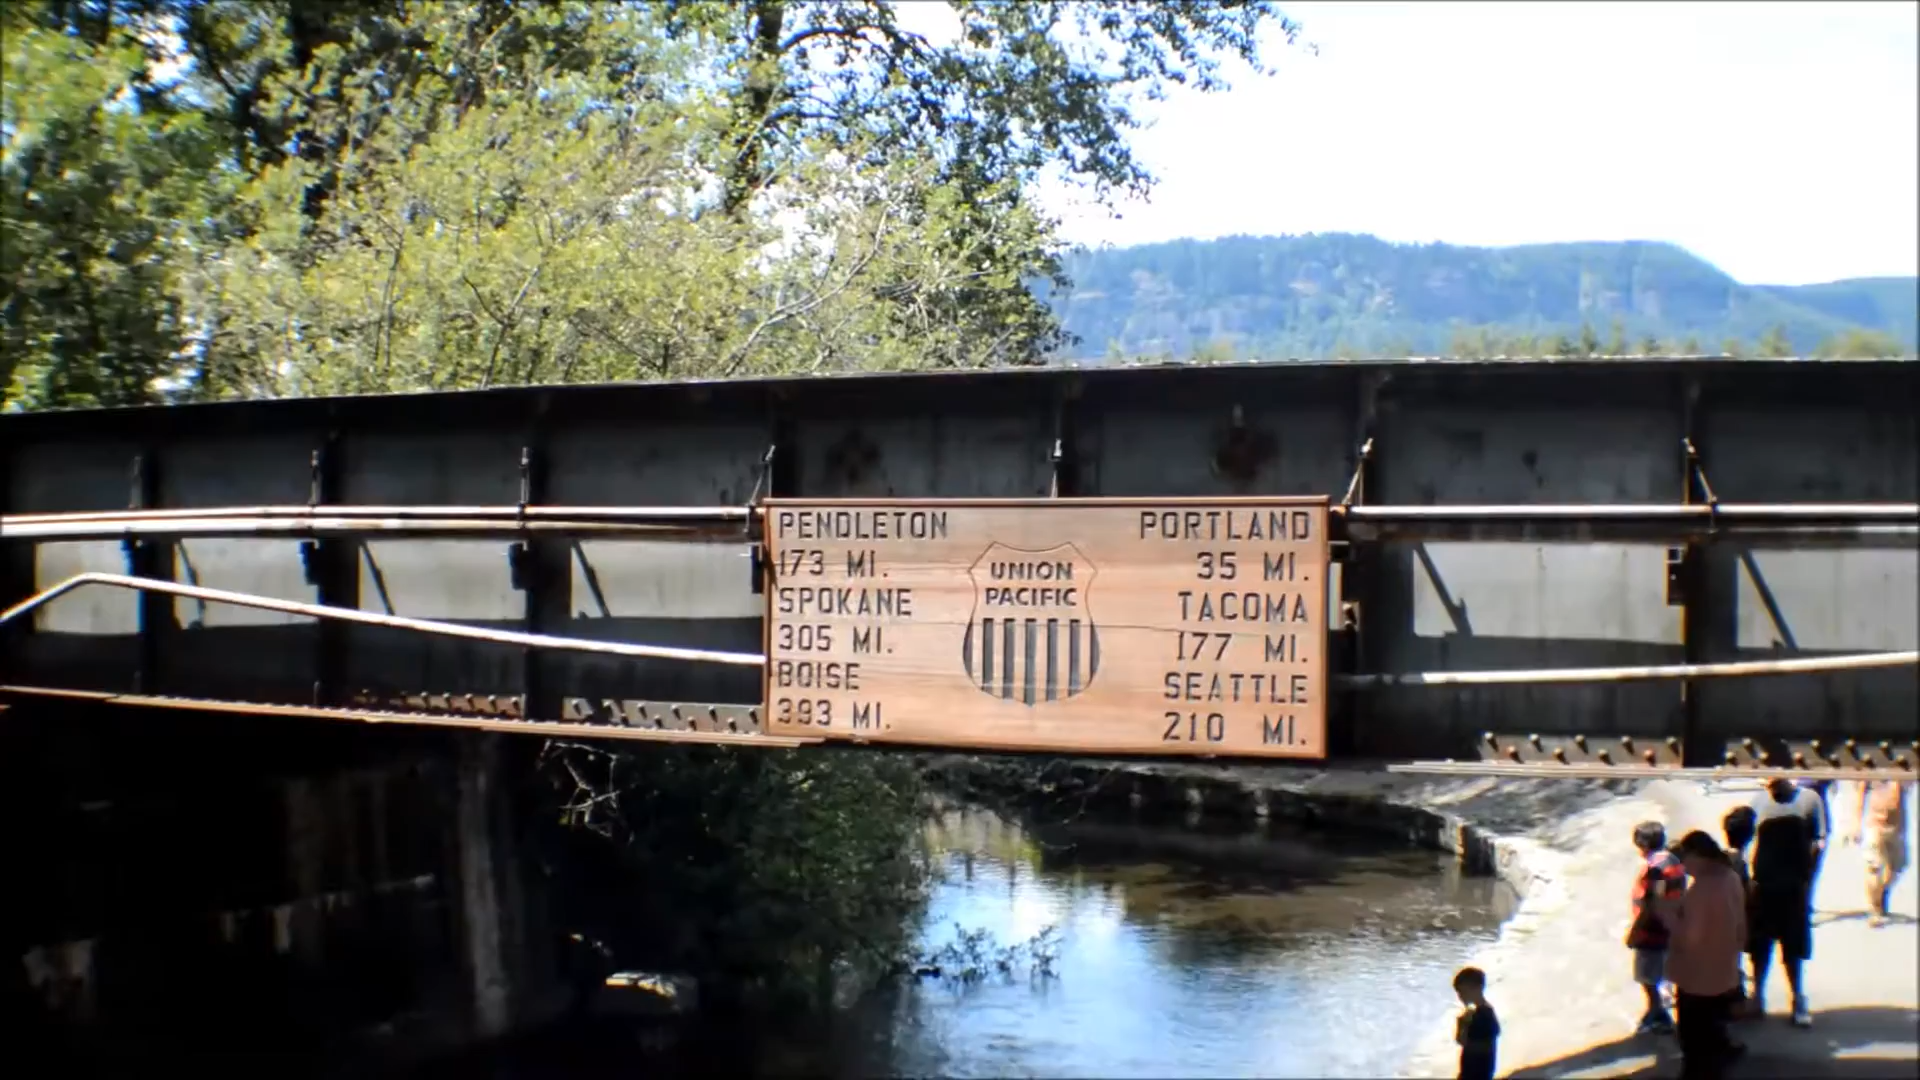 PENDLETON
173 MI.
SPOKANE
305 MI.
BOISE
393 MI.
UNION
PACIFIC
PORTLAND
35 MI.
TACOMA
177 MI.
SEATTLE
210 MI.